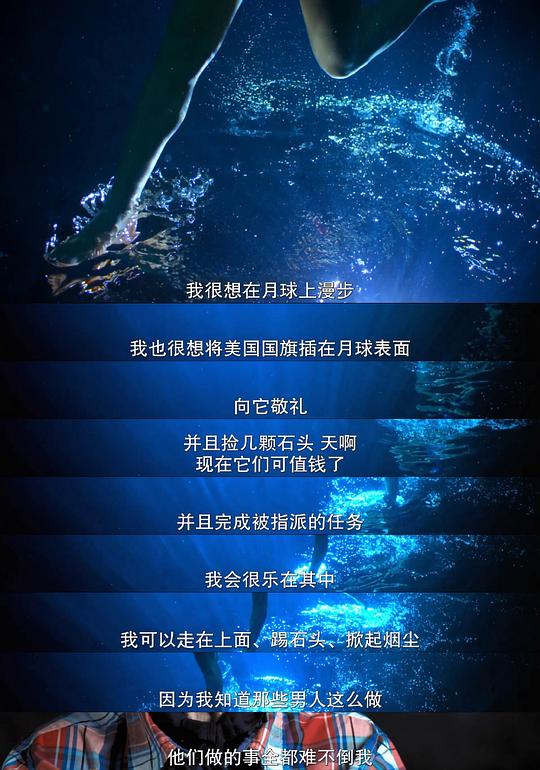 我很想在月球上漫步
我也很想将美国国旗插在月球表面
向它敬礼
并且捡几颗石头 天啊
现在它们可值钱了
并且完成被指派的任务
我会很乐在其中
我可以走在上面、踢石头、掀起烟尘
因为我知道那些男人这么做
他们做的事全都难不倒我